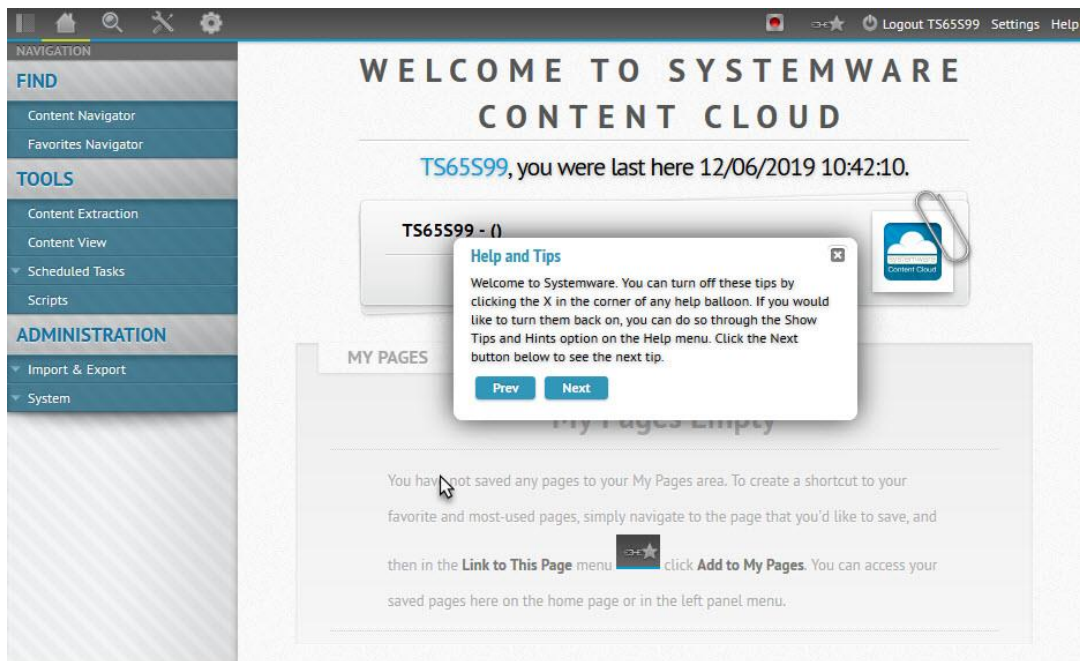 Logout TS65S99 Settings Help
NAVIGATION
FIND
Content Navigator
Favorites Navigator
TOOLS
Content Extraction
Content View
Scheduled Tasks
Scripts
ADMINISTRATION
Import & Export
System
WELCOME TO SYSTEMWARE
CONTENT CLOUD
TS65S99, you were last here 12/06/2019 10:42:10.
TS65S99 - ()
systemware
Content Cloud
Help and Tips
Welcome to Systemware. You can turn off these tips by
clicking the X in the corner of any help balloon. If you would
like to turn them back on, you can do so through the Show
Tips and Hints option on the Help menu. Click the Next
button below to see the next tip.
Prev Next
MY PAGES
My Pages Empty
You have not saved any pages to your My Pages area. To create a shortcut to your
favorite and most-used pages, simply navigate to the page that you'd like to save, and
then in the Link to This Page menu click Add to My Pages. You can access your
saved pages here on the home page or in the left panel menu.